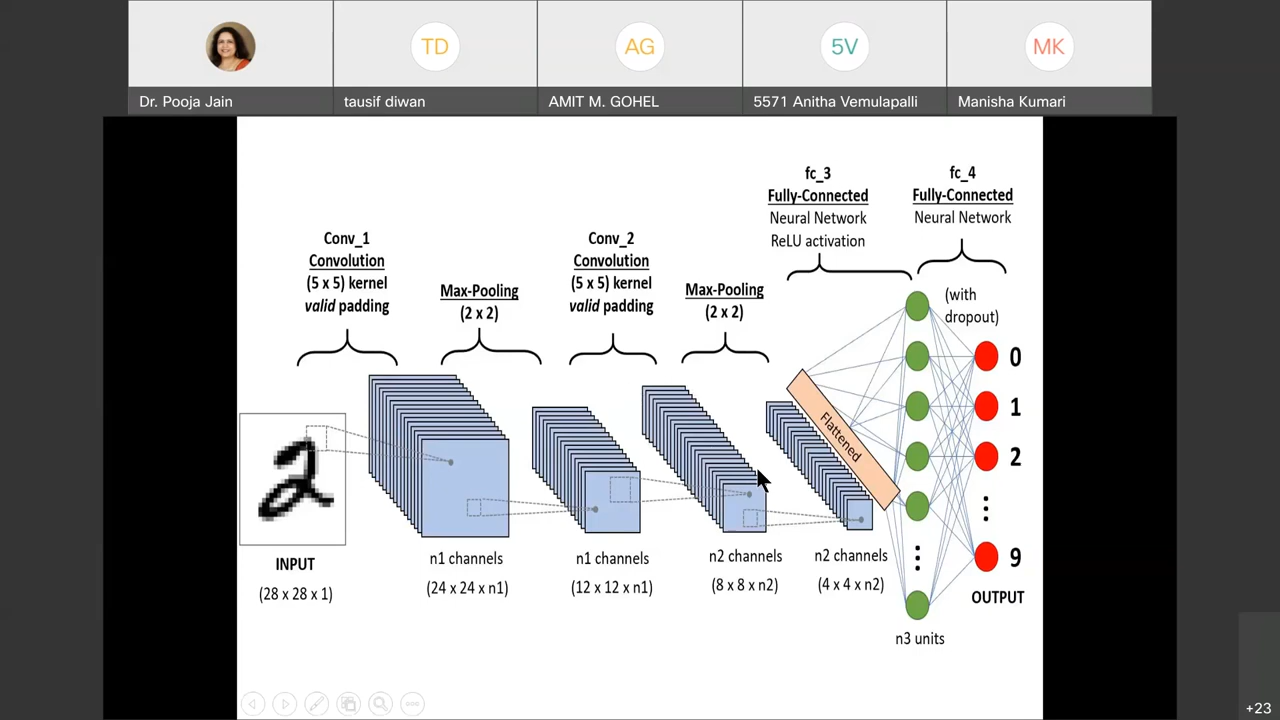 TD
AG
5V
MK
Dr. Pooja Jain
tausif diwan
AMIT M. GOHEL
5571 Anitha Vemulapalli
Manisha Kumari
fc_3
Fully-Connected
Neural Network
ReLU activation
fc_4
Fully-Connected
Neural Network
Conv_1
Convolution
(5 x 5) kernel
valid padding
Max-Pooling
(2 x 2)
Conv_2
Convolution
(5 x 5) kernel
valid padding
Max-Pooling
(2 x 2)
(with
dropout)
Flattened
0
1
2
9
INPUT
(28 x 28 x 1)
n1 channels
(24 x 24 x n1)
n1 channels
(12 x 12 x n1)
n2 channels
(8 x 8 x n2)
n2 channels
(4 x 4 x n2)
OUTPUT
n3 units
+23